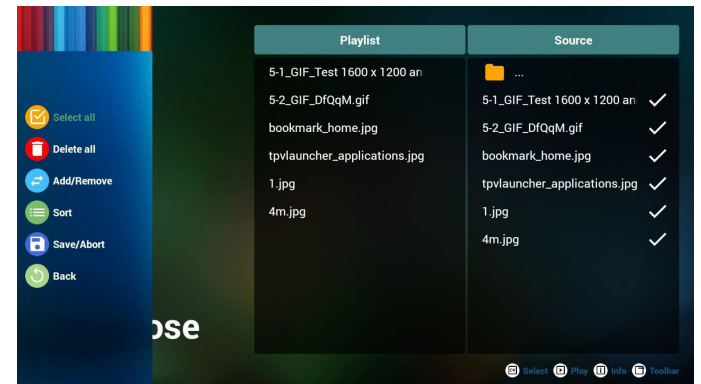 Select all
Delete all
Add/Remove
Sort
Save/Abort
Back
ose
Playlist
5-1_GIF_Test 1600 x 1200 an
5-2_GIF_DfQqM.gif
bookmark_home.jpg
tpvlauncher_applications.jpg
1.jpg
4m.jpg
Source
...
5-1_GIF_Test 1600 x 1200 an
5-2_GIF_DfQqM.gif
bookmark_home.jpg
tpvlauncher_applications.jpg
1.jpg
4m.jpg
Select Play Info Toolbar